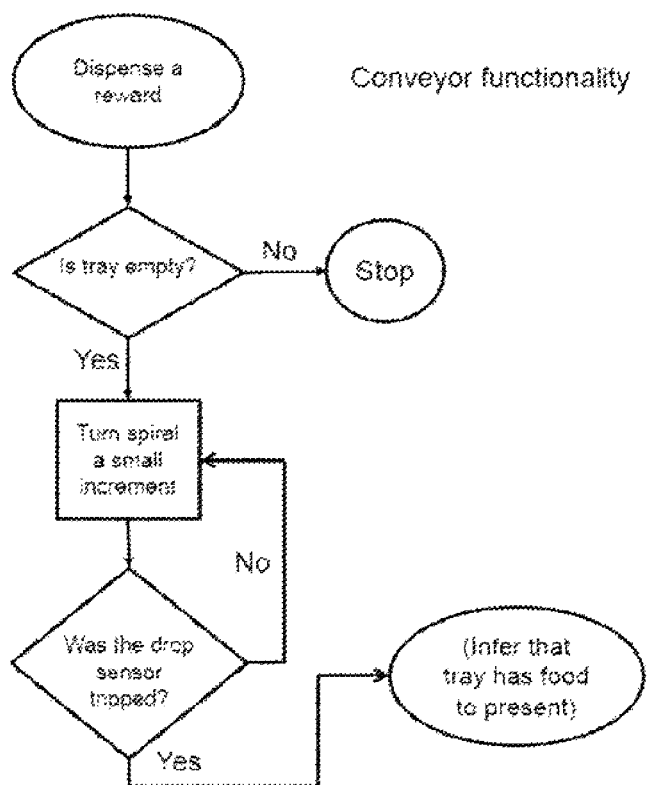 Dispense a
reward
Conveyor functionality
Is tray empty?
No
Stop
Yes
Turn spiral
a small
increment
No
Was the drop
sensor
tripped?
(Infer that
tray has food
to present)
Yes